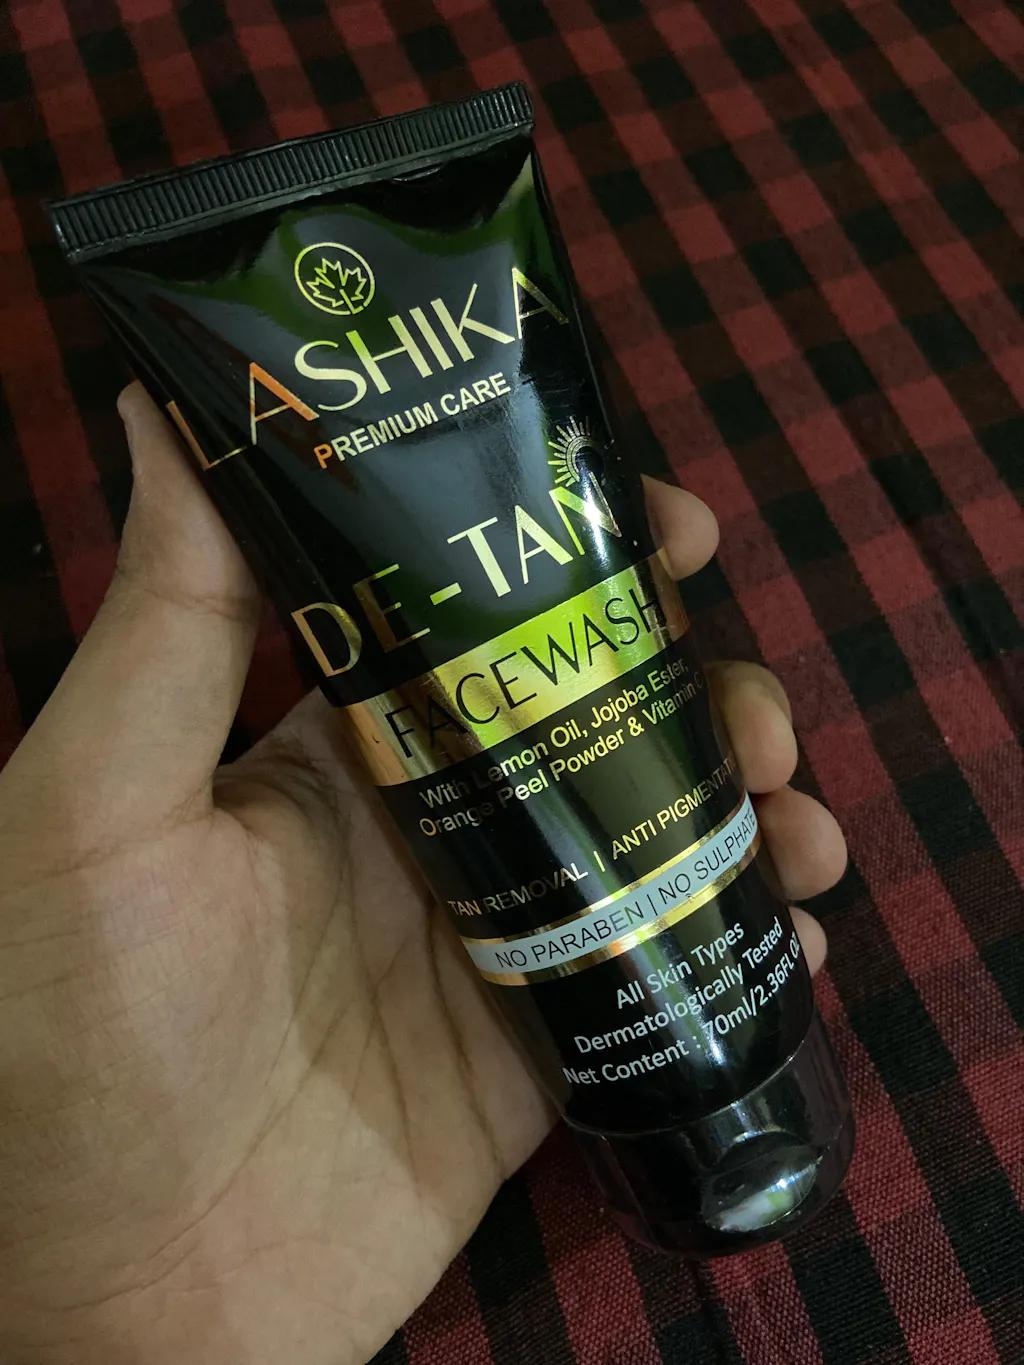 LASHIKA
PREMIUM CARE
DE-TAN
FACEWASH
With Lemon Oil, Jojoba Ester,
Orange Peel Powder & Vitamin C
TAN REMOVAL | ANTI PIGMENTAT
NO PARABEN | NO SULPHATE
All Skin Types
Dermatologically Tested
Net Content : 70ml/2.36FL OZ